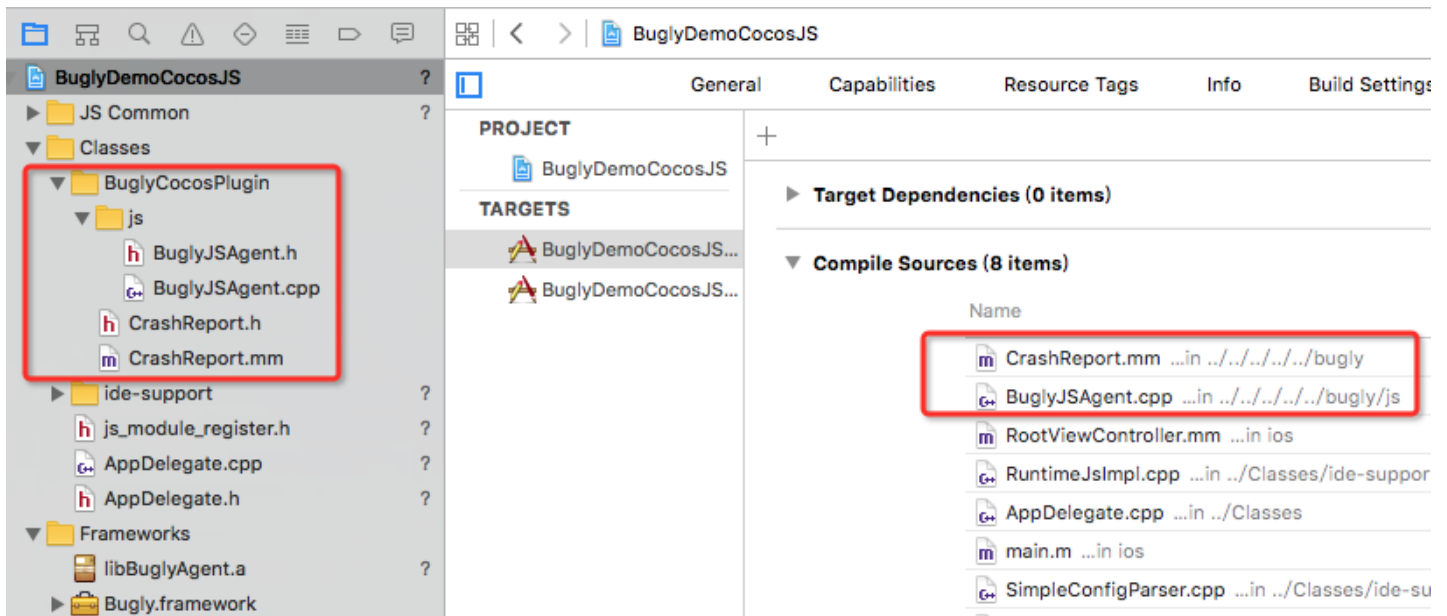 BuglyDemoCocosJS
BuglyDemoCocosJS ?
JS Common ?
Classes
BuglyCocosPlugin
js
BuglyJSAgent.h
BuglyJSAgent.cpp
CrashReport.h
CrashReport.mm
ide-support ?
js_module_register.h ?
AppDelegate.cpp ?
AppDelegate.h ?
Frameworks
libBuglyAgent.a ?
Bugly.framework
General Capabilities Resource Tags Info Build Settings
PROJECT
BuglyDemoCocosJS
TARGETS
BuglyDemoCocosJS...
BuglyDemoCocosJS...
Target Dependencies (0 items)
Compile Sources (8 items)
Name
CrashReport.mm ...in ../../../../../bugly
BuglyJSAgent.cpp ...in ../../../../../bugly/js
RootViewController.mm ...in ios
RuntimeJsImpl.cpp ...in ../Classes/ide-suppor
AppDelegate.cpp ...in ../Classes
main.m ...in ios
SimpleConfigParser.cpp ...in ../Classes/ide-su